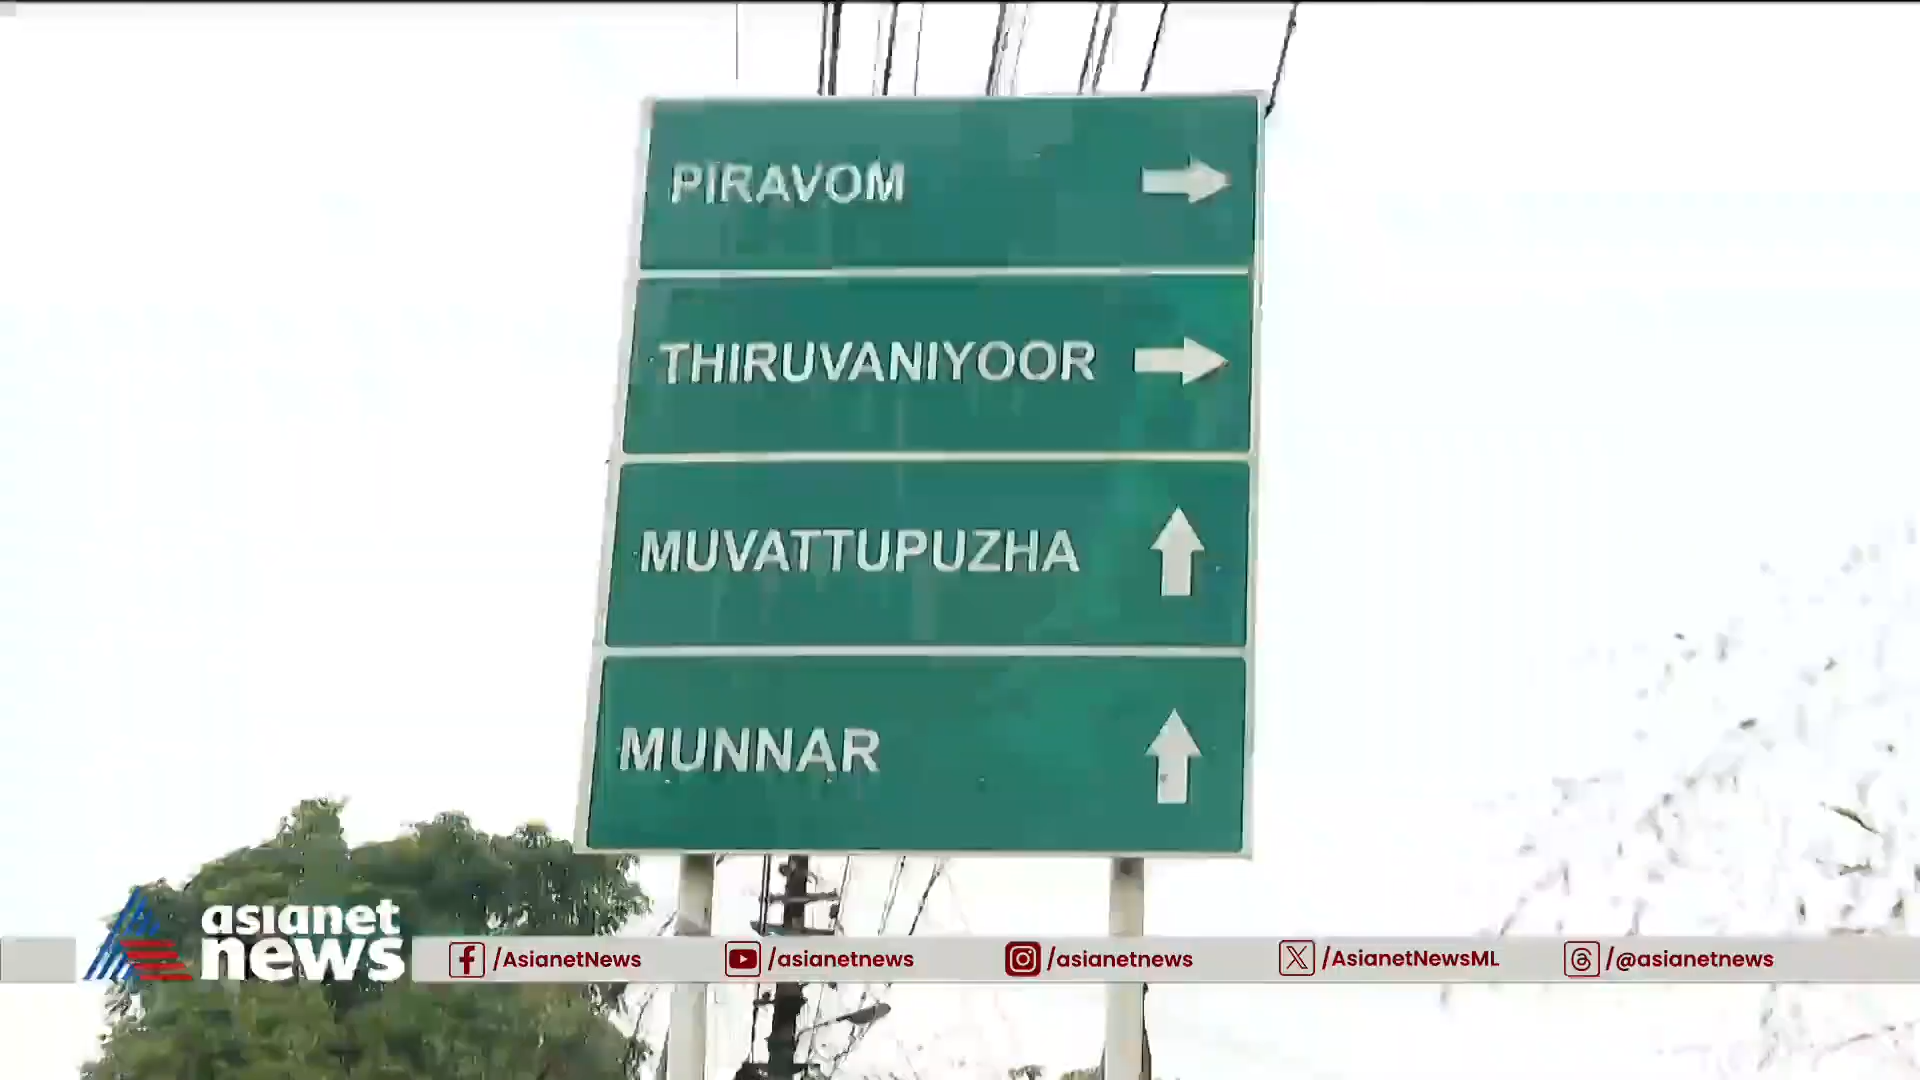 PIRAVOM
THIRUVANIYOOR
MUVATTUPUZHA
MUNNAR
asianet
news
/AsianetNews
/asianetnews
/asianetnews
/AsianetNewsML
/@asianetnews